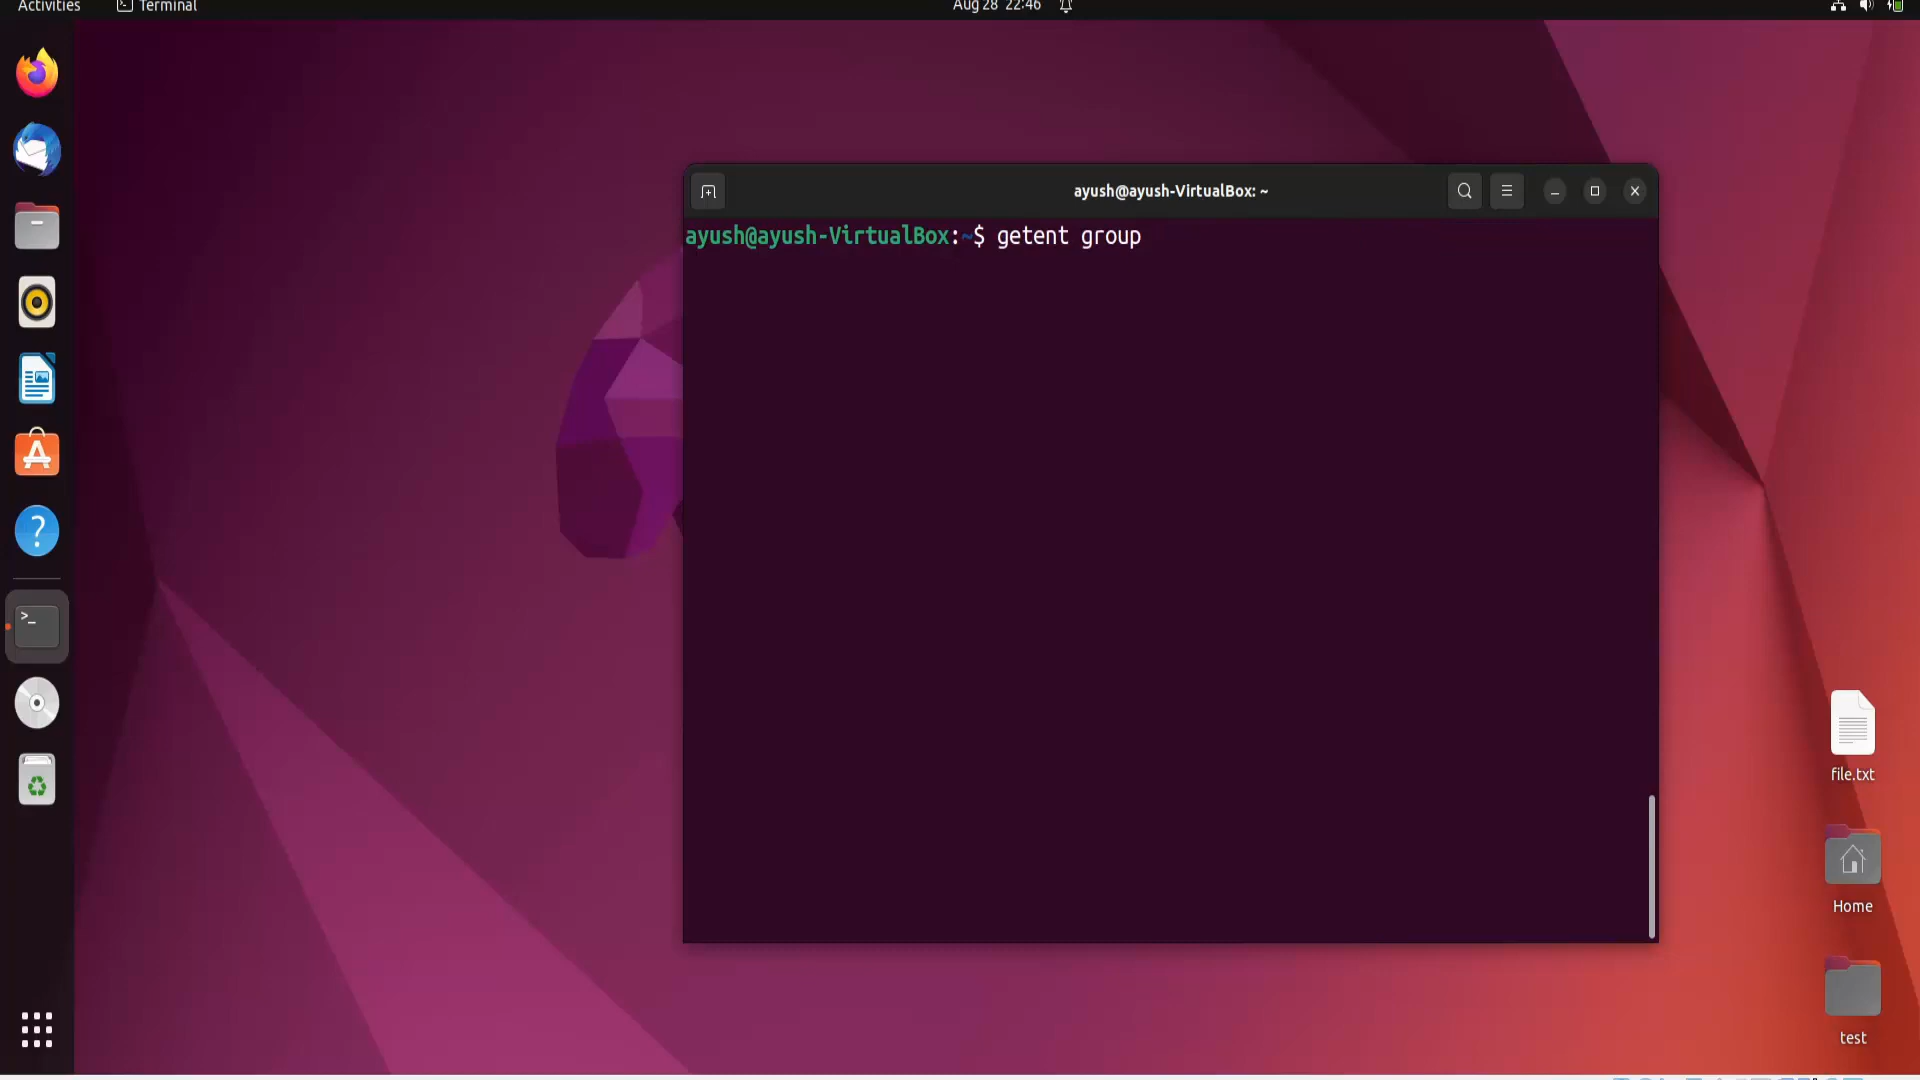 Activities Terminal Aug 28 22:46
ayush@ayush-VirtualBox: ~
ayush@ayush-VirtualBox:~$ getent group
file.txt
Home
test